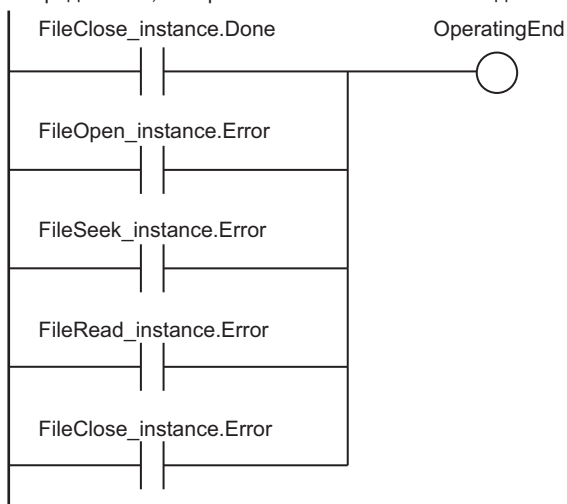 FileClose_instance.Done OperatingEnd
FileOpen_instance.Error
FileSeek_instance.Error
FileRead_instance.Error
FileClose_instance.Error